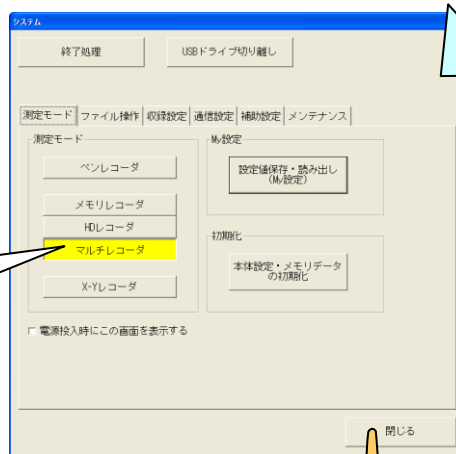 システム
終了処理
USBドライブ切り離し
測定モード ファイル操作 収録設定 通信設定 補助設定 メンテナンス
測定モード
ペンレコーダ
メモリレコーダ
HDレコーダ
マルチレコーダ
X-Yレコーダ
My設定
設定値保存・読み出し
(My設定)
初期化
本体設定・メモリデータ
の初期化
電源投入時にこの画面を表示する
閉じる